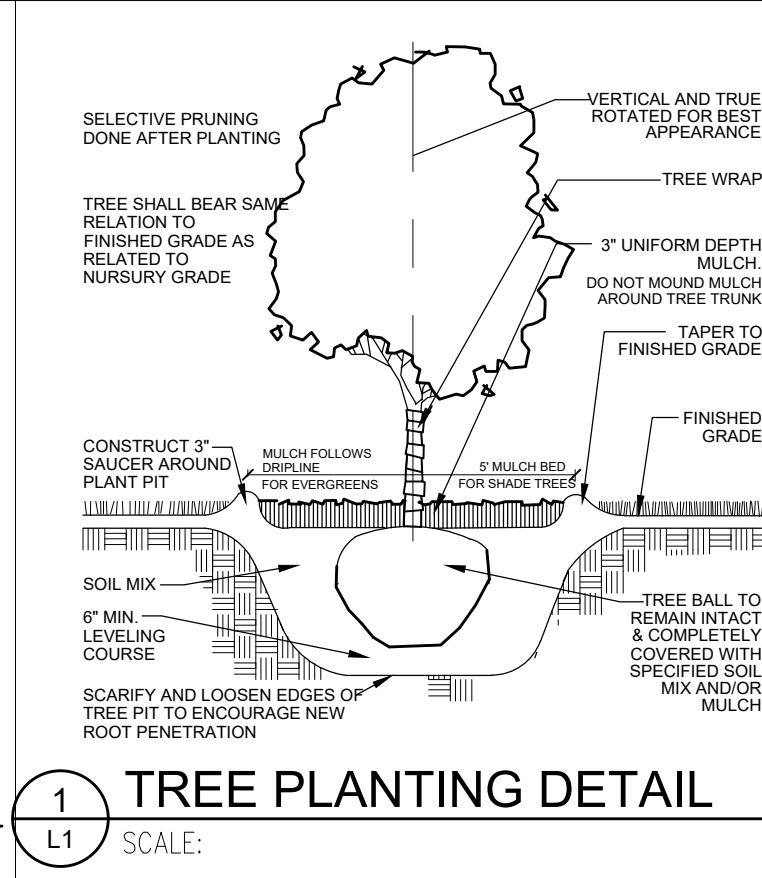 SELECTIVE PRUNING
DONE AFTER PLANTING
TREE SHALL BEAR SAME
RELATION TO
FINISHED GRADE AS
RELATED TO
NURSURY GRADE
VERTICAL AND TRUE
ROTATED FOR BEST
APPEARANCE
TREE WRAP
3" UNIFORM DEPTH
MULCH.
DO NOT MOUND MULCH
AROUND TREE TRUNK
TAPER TO
FINISHED GRADE
FINISHED
GRADE
CONSTRUCT 3"
SAUCER AROUND
PLANT PIT
MULCH FOLLOWS
DRIPLINE
FOR EVERGREENS
5' MULCH BED
FOR SHADE TREES
SOIL MIX
6" MIN.
LEVELING
COURSE
SCARIFY AND LOOSEN EDGES OF
TREE PIT TO ENCOURAGE NEW
ROOT PENETRATION
TREE BALL TO
REMAIN INTACT
& COMPLETELY
COVERED WITH
SPECIFIED SOIL
MIX AND/OR
MULCH
1
L1
TREE PLANTING DETAIL
SCALE: